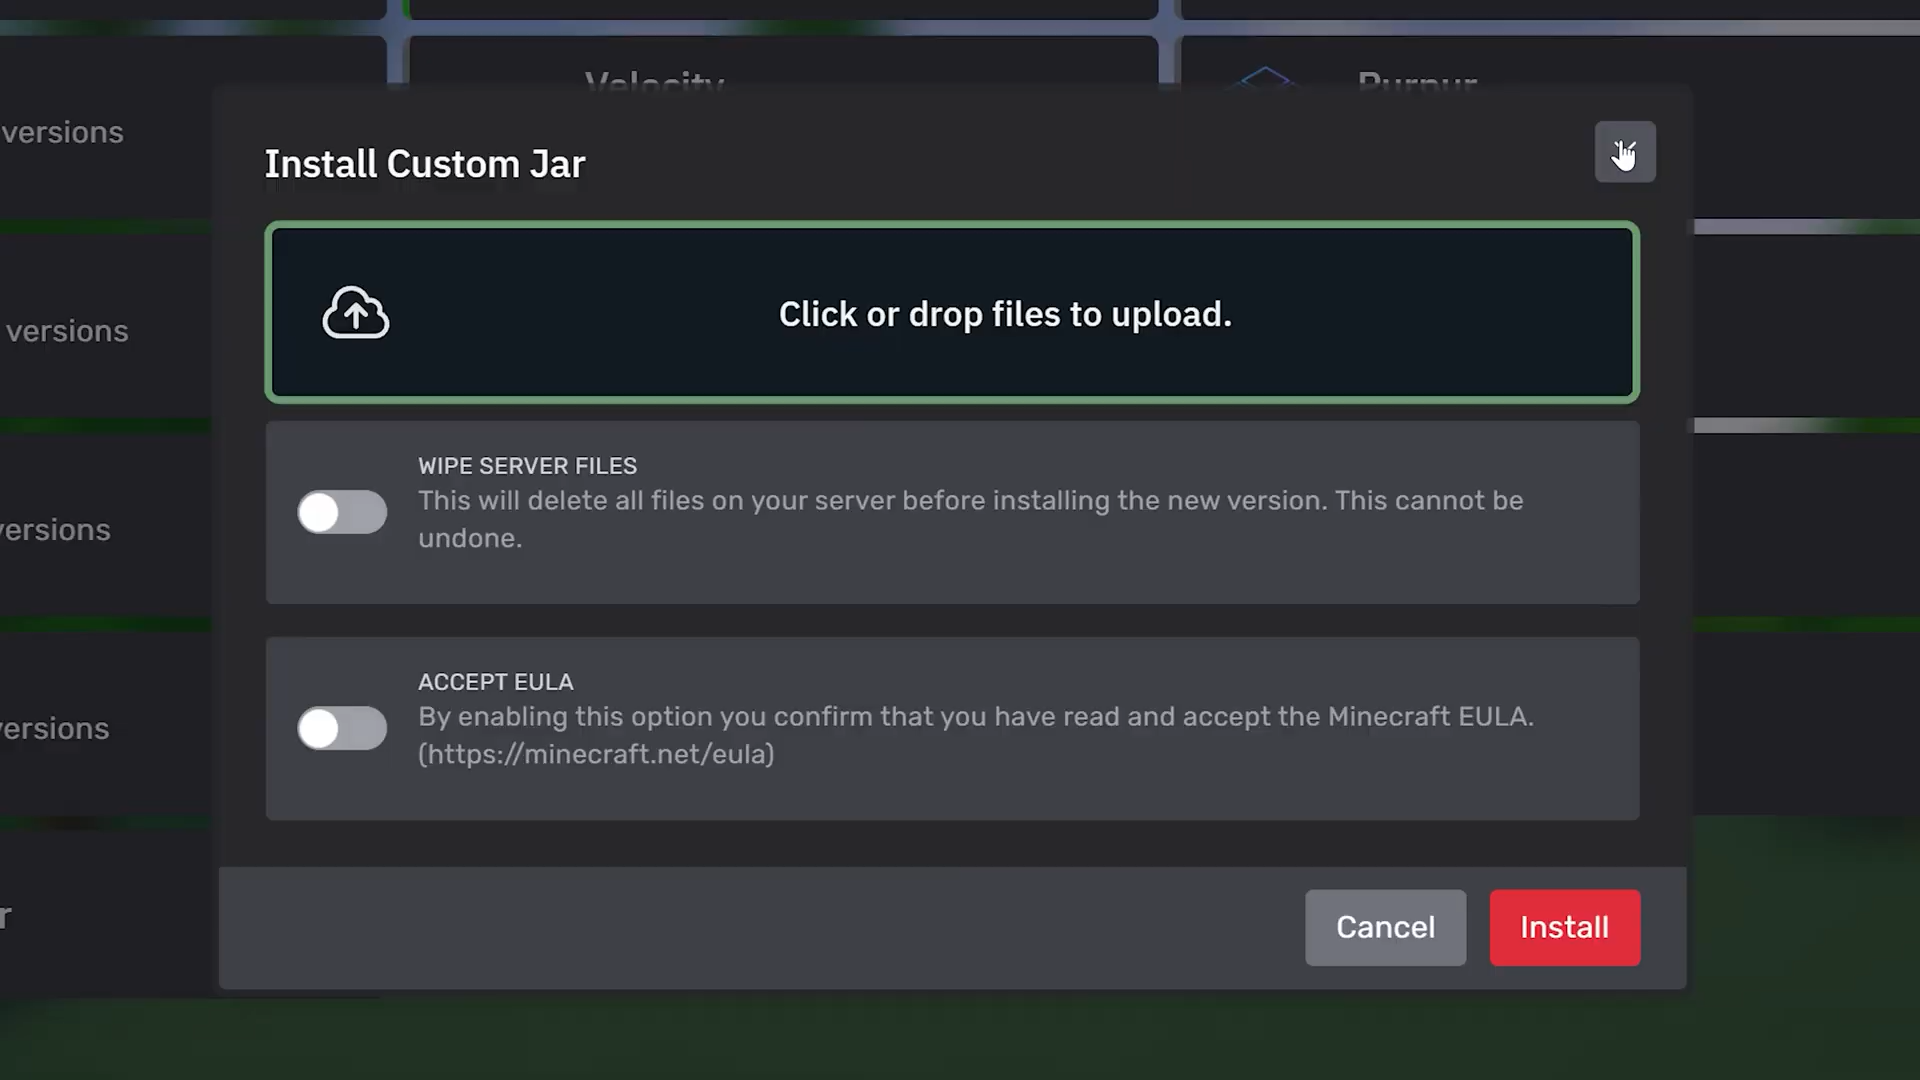 Velocity
Purpur
versions
Install Custom Jar
Click or drop files to upload.
versions
WIPE SERVER FILES
This will delete all files on your server before installing the new version. This cannot be
undone.
versions
ACCEPT EULA
By enabling this option you confirm that you have read and accept the Minecraft EULA.
(https://minecraft.net/eula)
versions
r
Cancel
Install